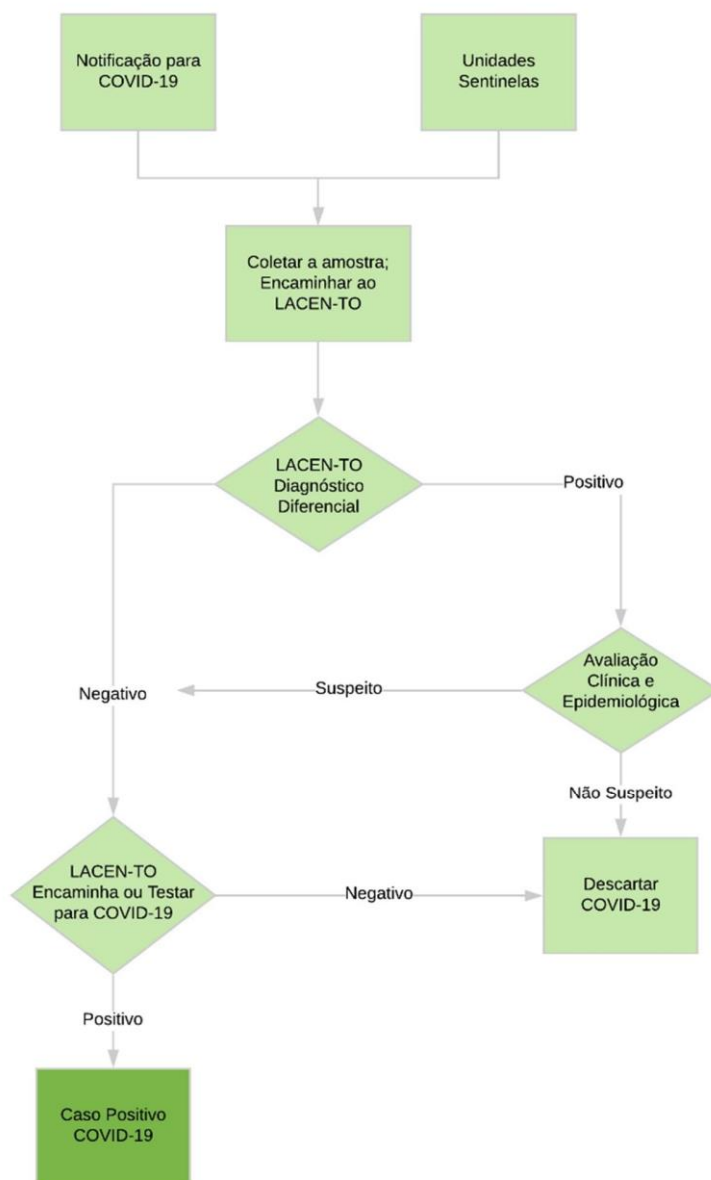 Notificação para
COVID-19
Unidades
Sentinelas
Coletar a amostra;
Encaminhar ao
LACEN-TO
LACEN-TO
Diagnóstico
Diferencial
Positivo
Avaliação
Clínica e
Epidemiológica
Suspeito
Negativo
Não Suspeito
LACEN-TO
Encaminha ou Testar
para COVID-19
Negativo
Descartar
COVID-19
Positivo
Caso Positivo
COVID-19